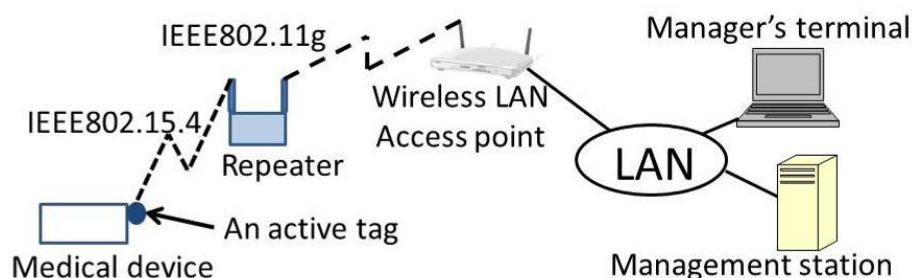 IEEE802.11g
Manager's terminal
IEEE802.15.4
Wireless LAN
Access point
Repeater
LAN
An active tag
Medical device
Management station